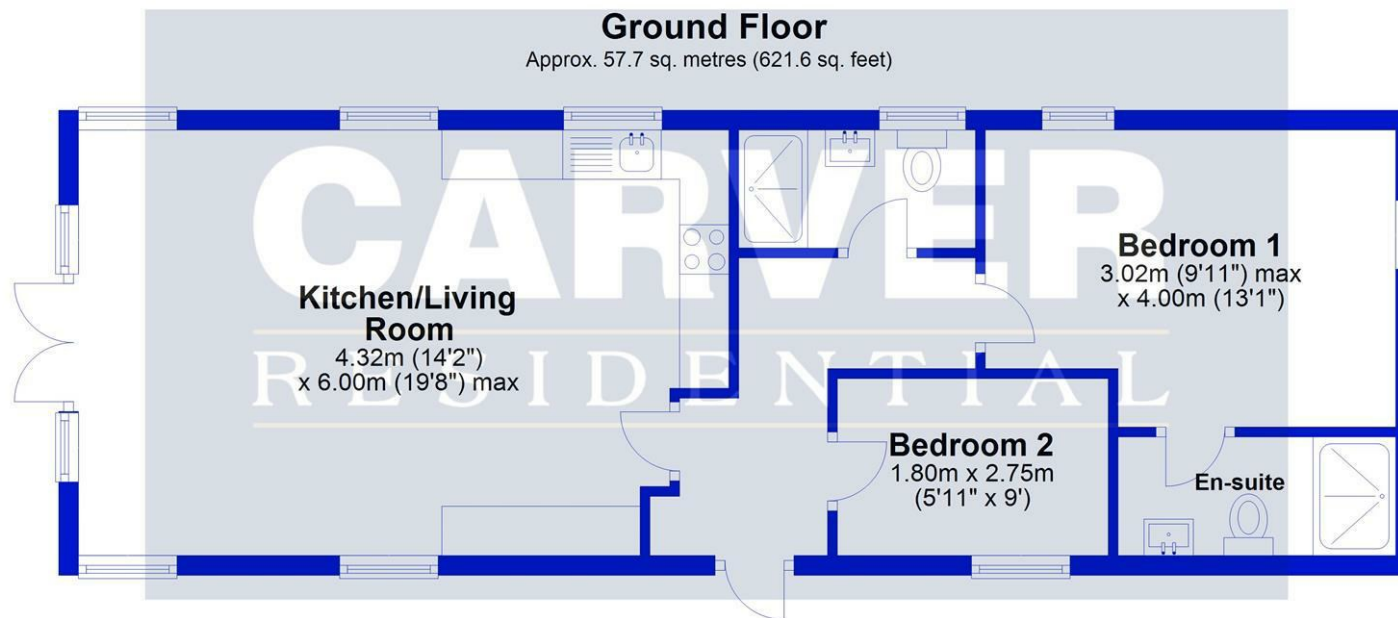 Ground Floor
Approx. 57.7 sq. metres (621.6 sq. feet)
CARVER
RESIDENTIAL
Kitchen/Living
Room
4.32m (14'2")
x 6.00m (19'8") max
Bedroom 1
3.02m (9'11") max
x 4.00m (13'1")
Bedroom 2
1.80m x 2.75m
(5'11" x 9')
En-suite